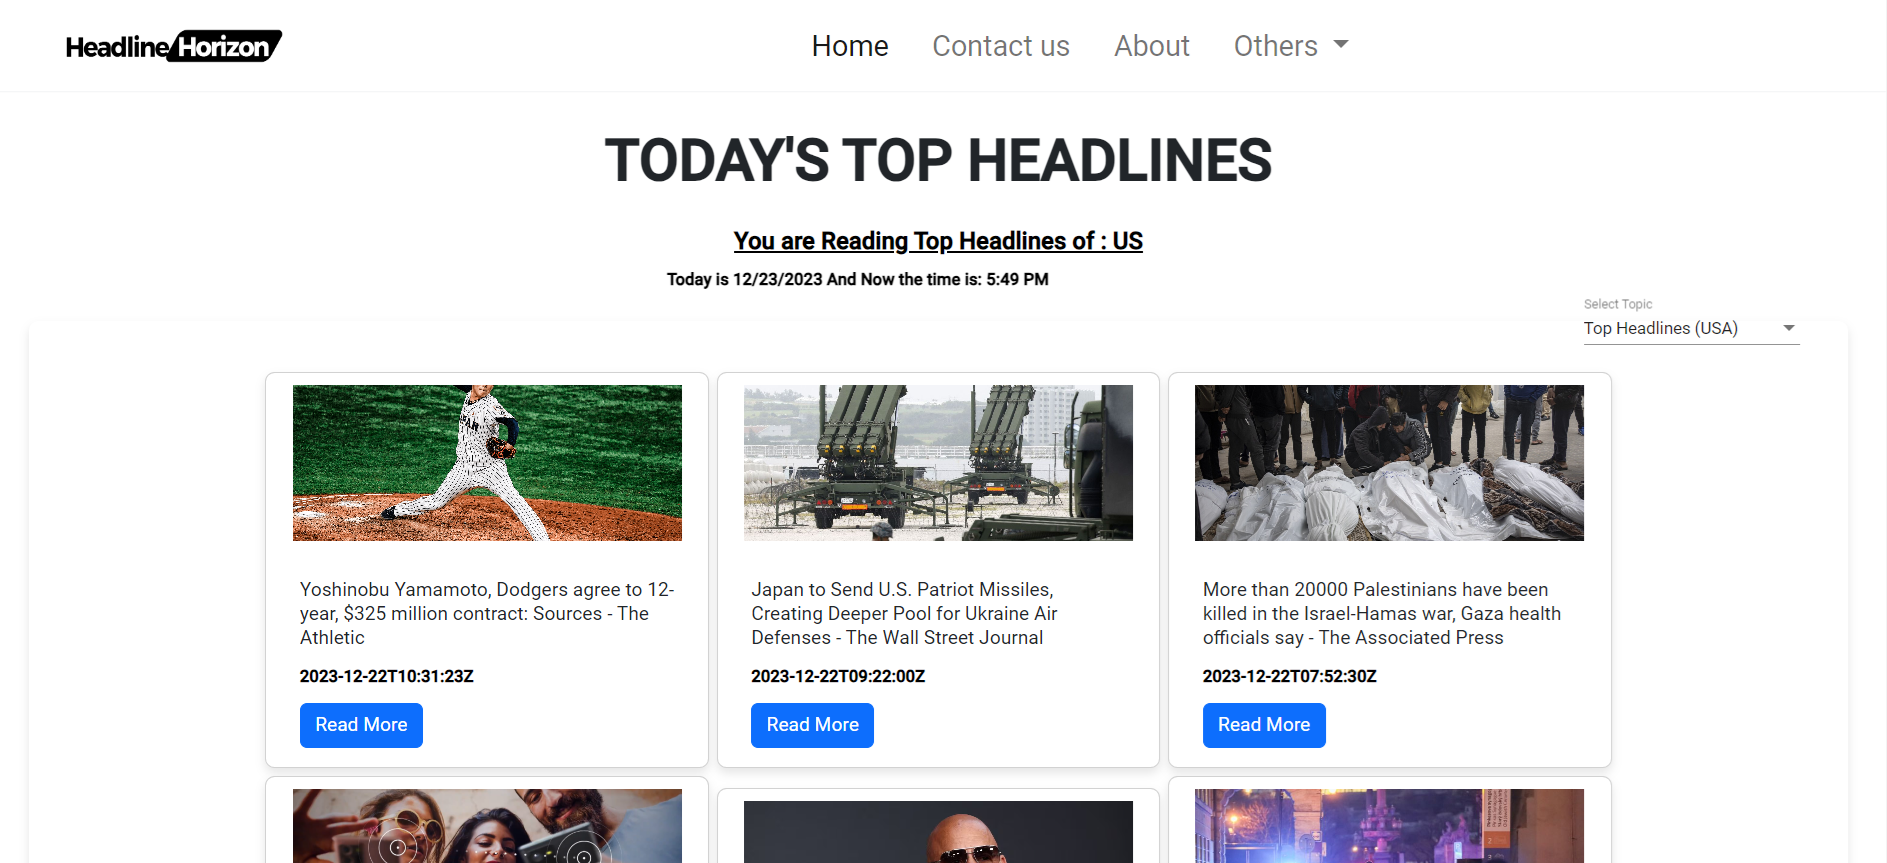 Headline Horizon
Home Contact us About Others
TODAY'S TOP HEADLINES
You are Reading Top Headlines of : US
Today is 12/23/2023 And Now the time is: 5:49 PM
Select Topic
Top Headlines (USA)
Yoshinobu Yamamoto, Dodgers agree to 12-
year, $325 million contract: Sources - The
Athletic
2023-12-22T10:31:23Z
Read More
Japan to Send U.S. Patriot Missiles,
Creating Deeper Pool for Ukraine Air
Defenses - The Wall Street Journal
2023-12-22T09:22:00Z
Read More
More than 20000 Palestinians have been
killed in the Israel-Hamas war, Gaza health
officials say - The Associated Press
2023-12-22T07:52:30Z
Read More